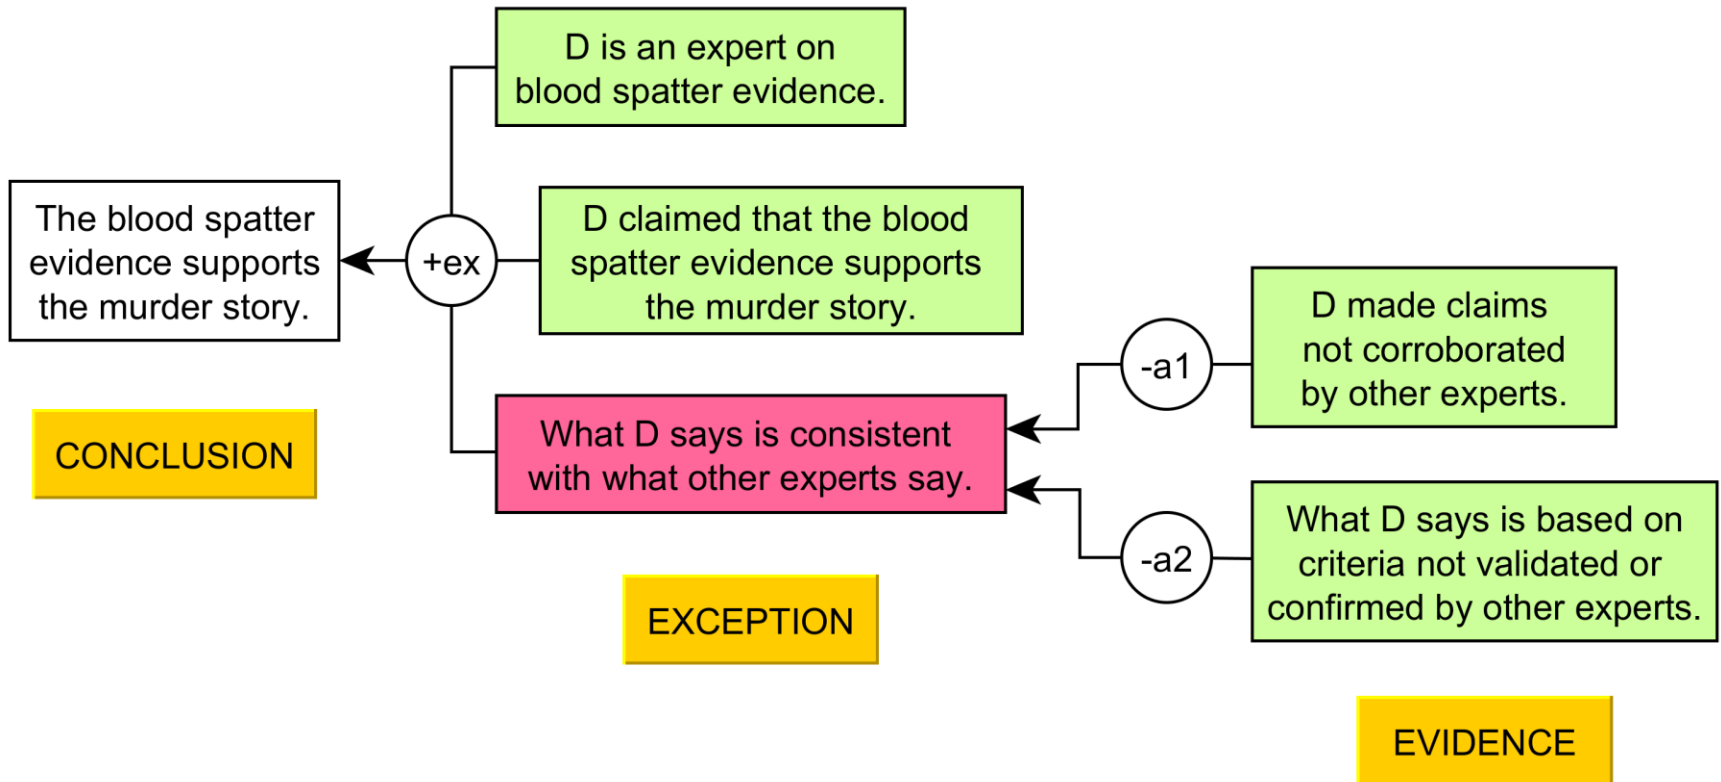 D is an expert on
blood spatter evidence.
The blood spatter
evidence supports
the murder story.
+ex
D claimed that the blood
spatter evidence supports
the murder story.
What D says is consistent
with what other experts say.
-a1
D made claims
not corroborated
by other experts.
-a2
What D says is based on
criteria not validated or
confirmed by other experts.
CONCLUSION
EXCEPTION
EVIDENCE